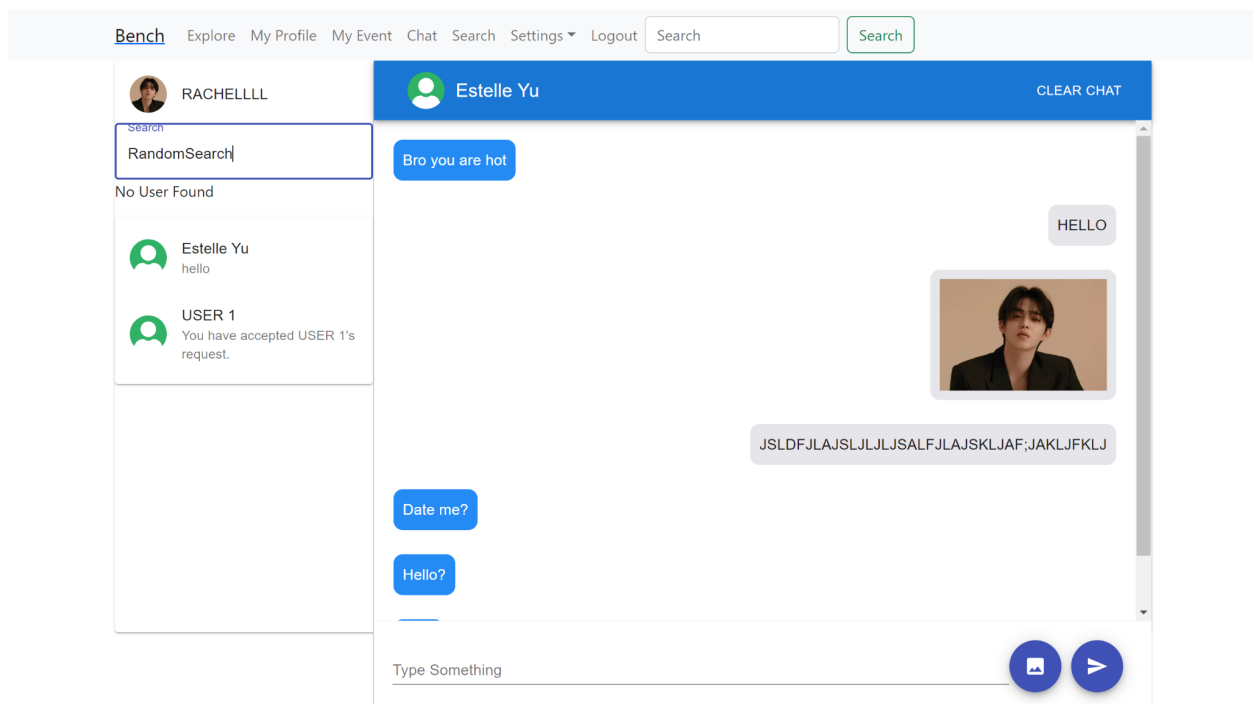 Bench Explore My Profile My Event Chat Search Settings Logout Search Search
RACHELLLL
Search
RandomSearch
No User Found
Estelle Yu
hello
USER 1
You have accepted USER 1's
request.
Estelle Yu CLEAR CHAT
Bro you are hot
HELLO
JSLDFJLAJSLJLJLJSALFJLAJSKLJAF;JAKLJFKLJ
Date me?
Hello?
Type Something